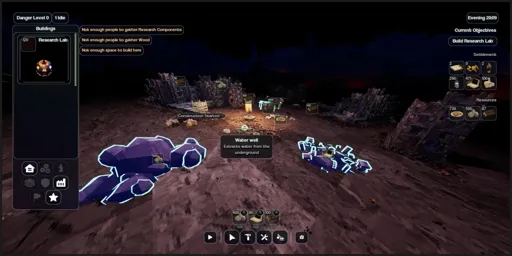 Danger Level 0
1 Idle
Buildings
Research Lab
Not enough people to gather Research Components
Not enough people to gather Wood
Not enough space to build here
Evening 2029
Current Objectives
Build Research Lab
Settlement
Resources
Construction Started
Water well
Extracts water from the
underground